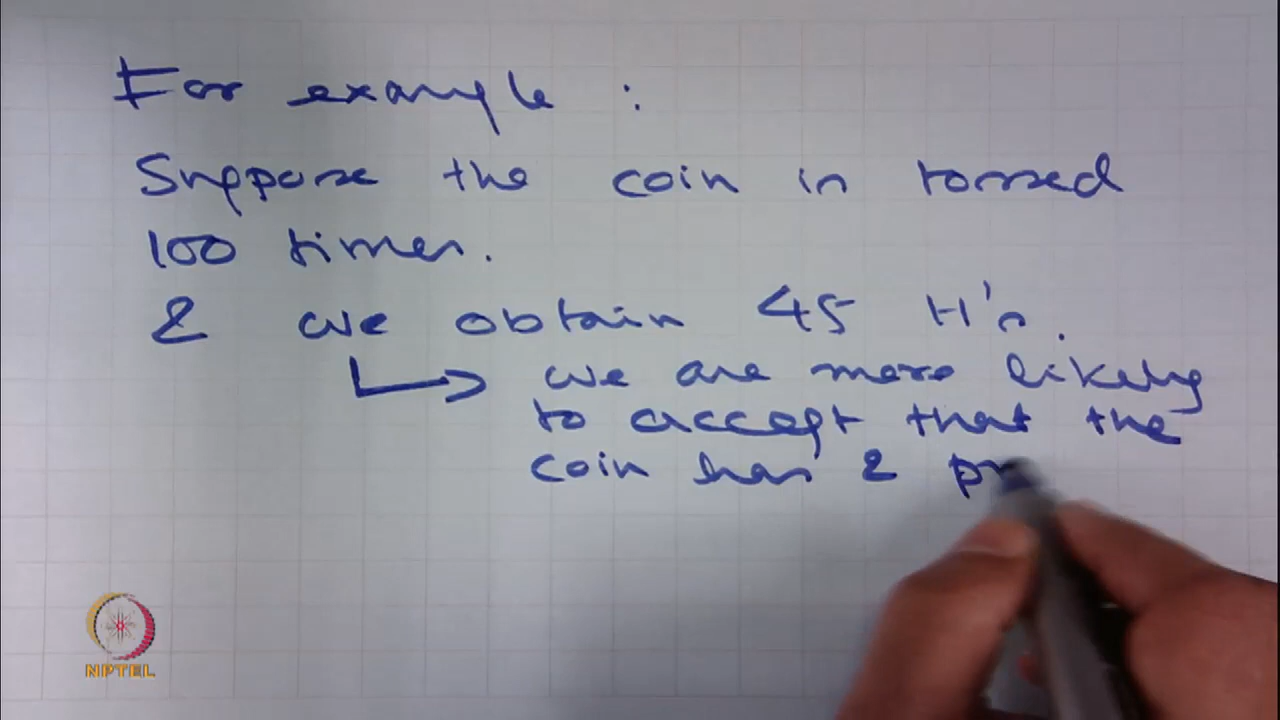 For example :
Suppose the coin is tossed
100 times.
& we obtain 45 H's.
we are more likely
to accept that the
coin has a
NPTEL